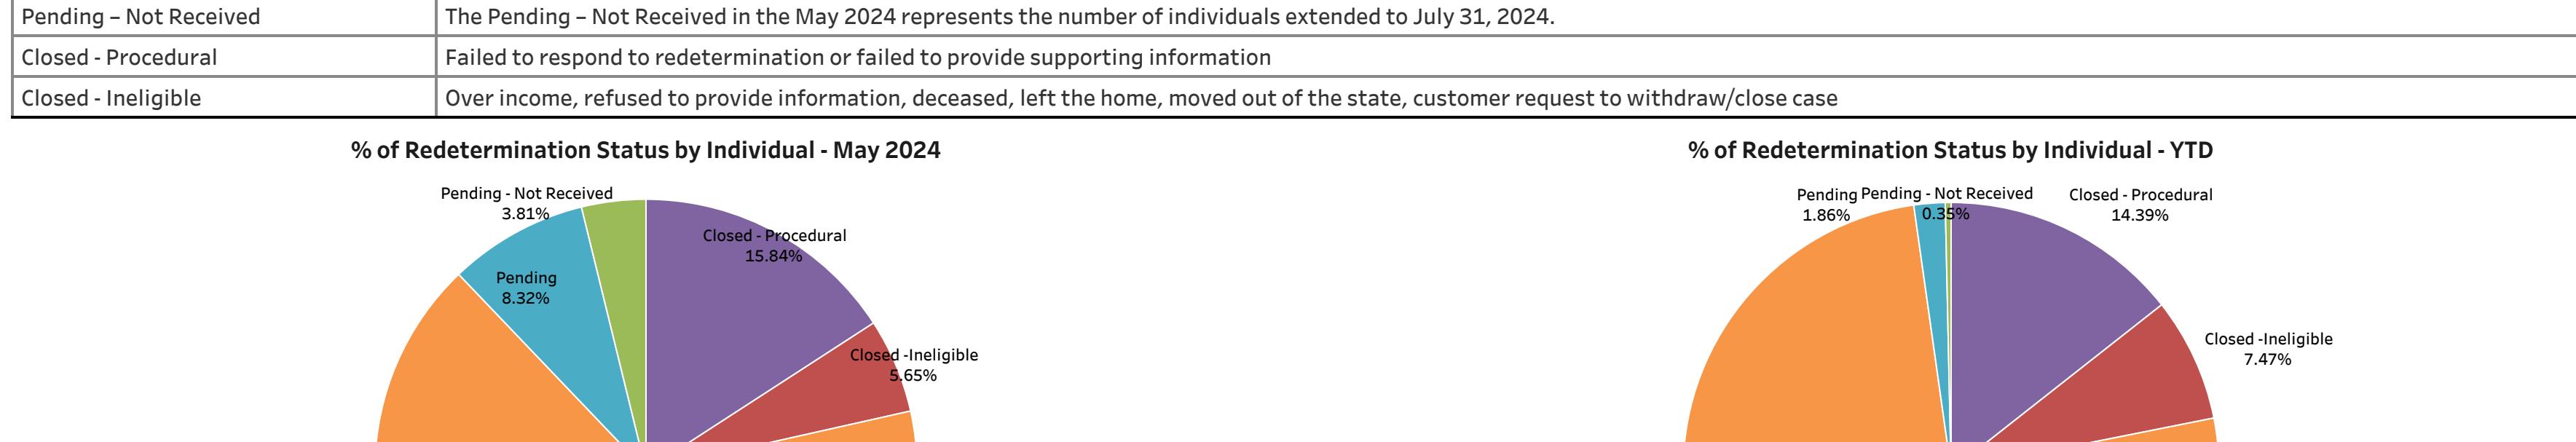 Pending – Not Received The Pending – Not Received in the May 2024 represents the number of individuals extended to July 31, 2024.
Closed - Procedural Failed to respond to redetermination or failed to provide supporting information
Closed - Ineligible Over income, refused to provide information, deceased, left the home, moved out of the state, customer request to withdraw/close case
% of Redetermination Status by Individual - May 2024
Pending - Not Received
3.81%
Closed - Procedural
15.84%
Pending
8.32%
Closed -Ineligible
5.65%
% of Redetermination Status by Individual - YTD
Pending
1.86%
Pending - Not Received
0.35%
Closed - Procedural
14.39%
Closed -Ineligible
7.47%